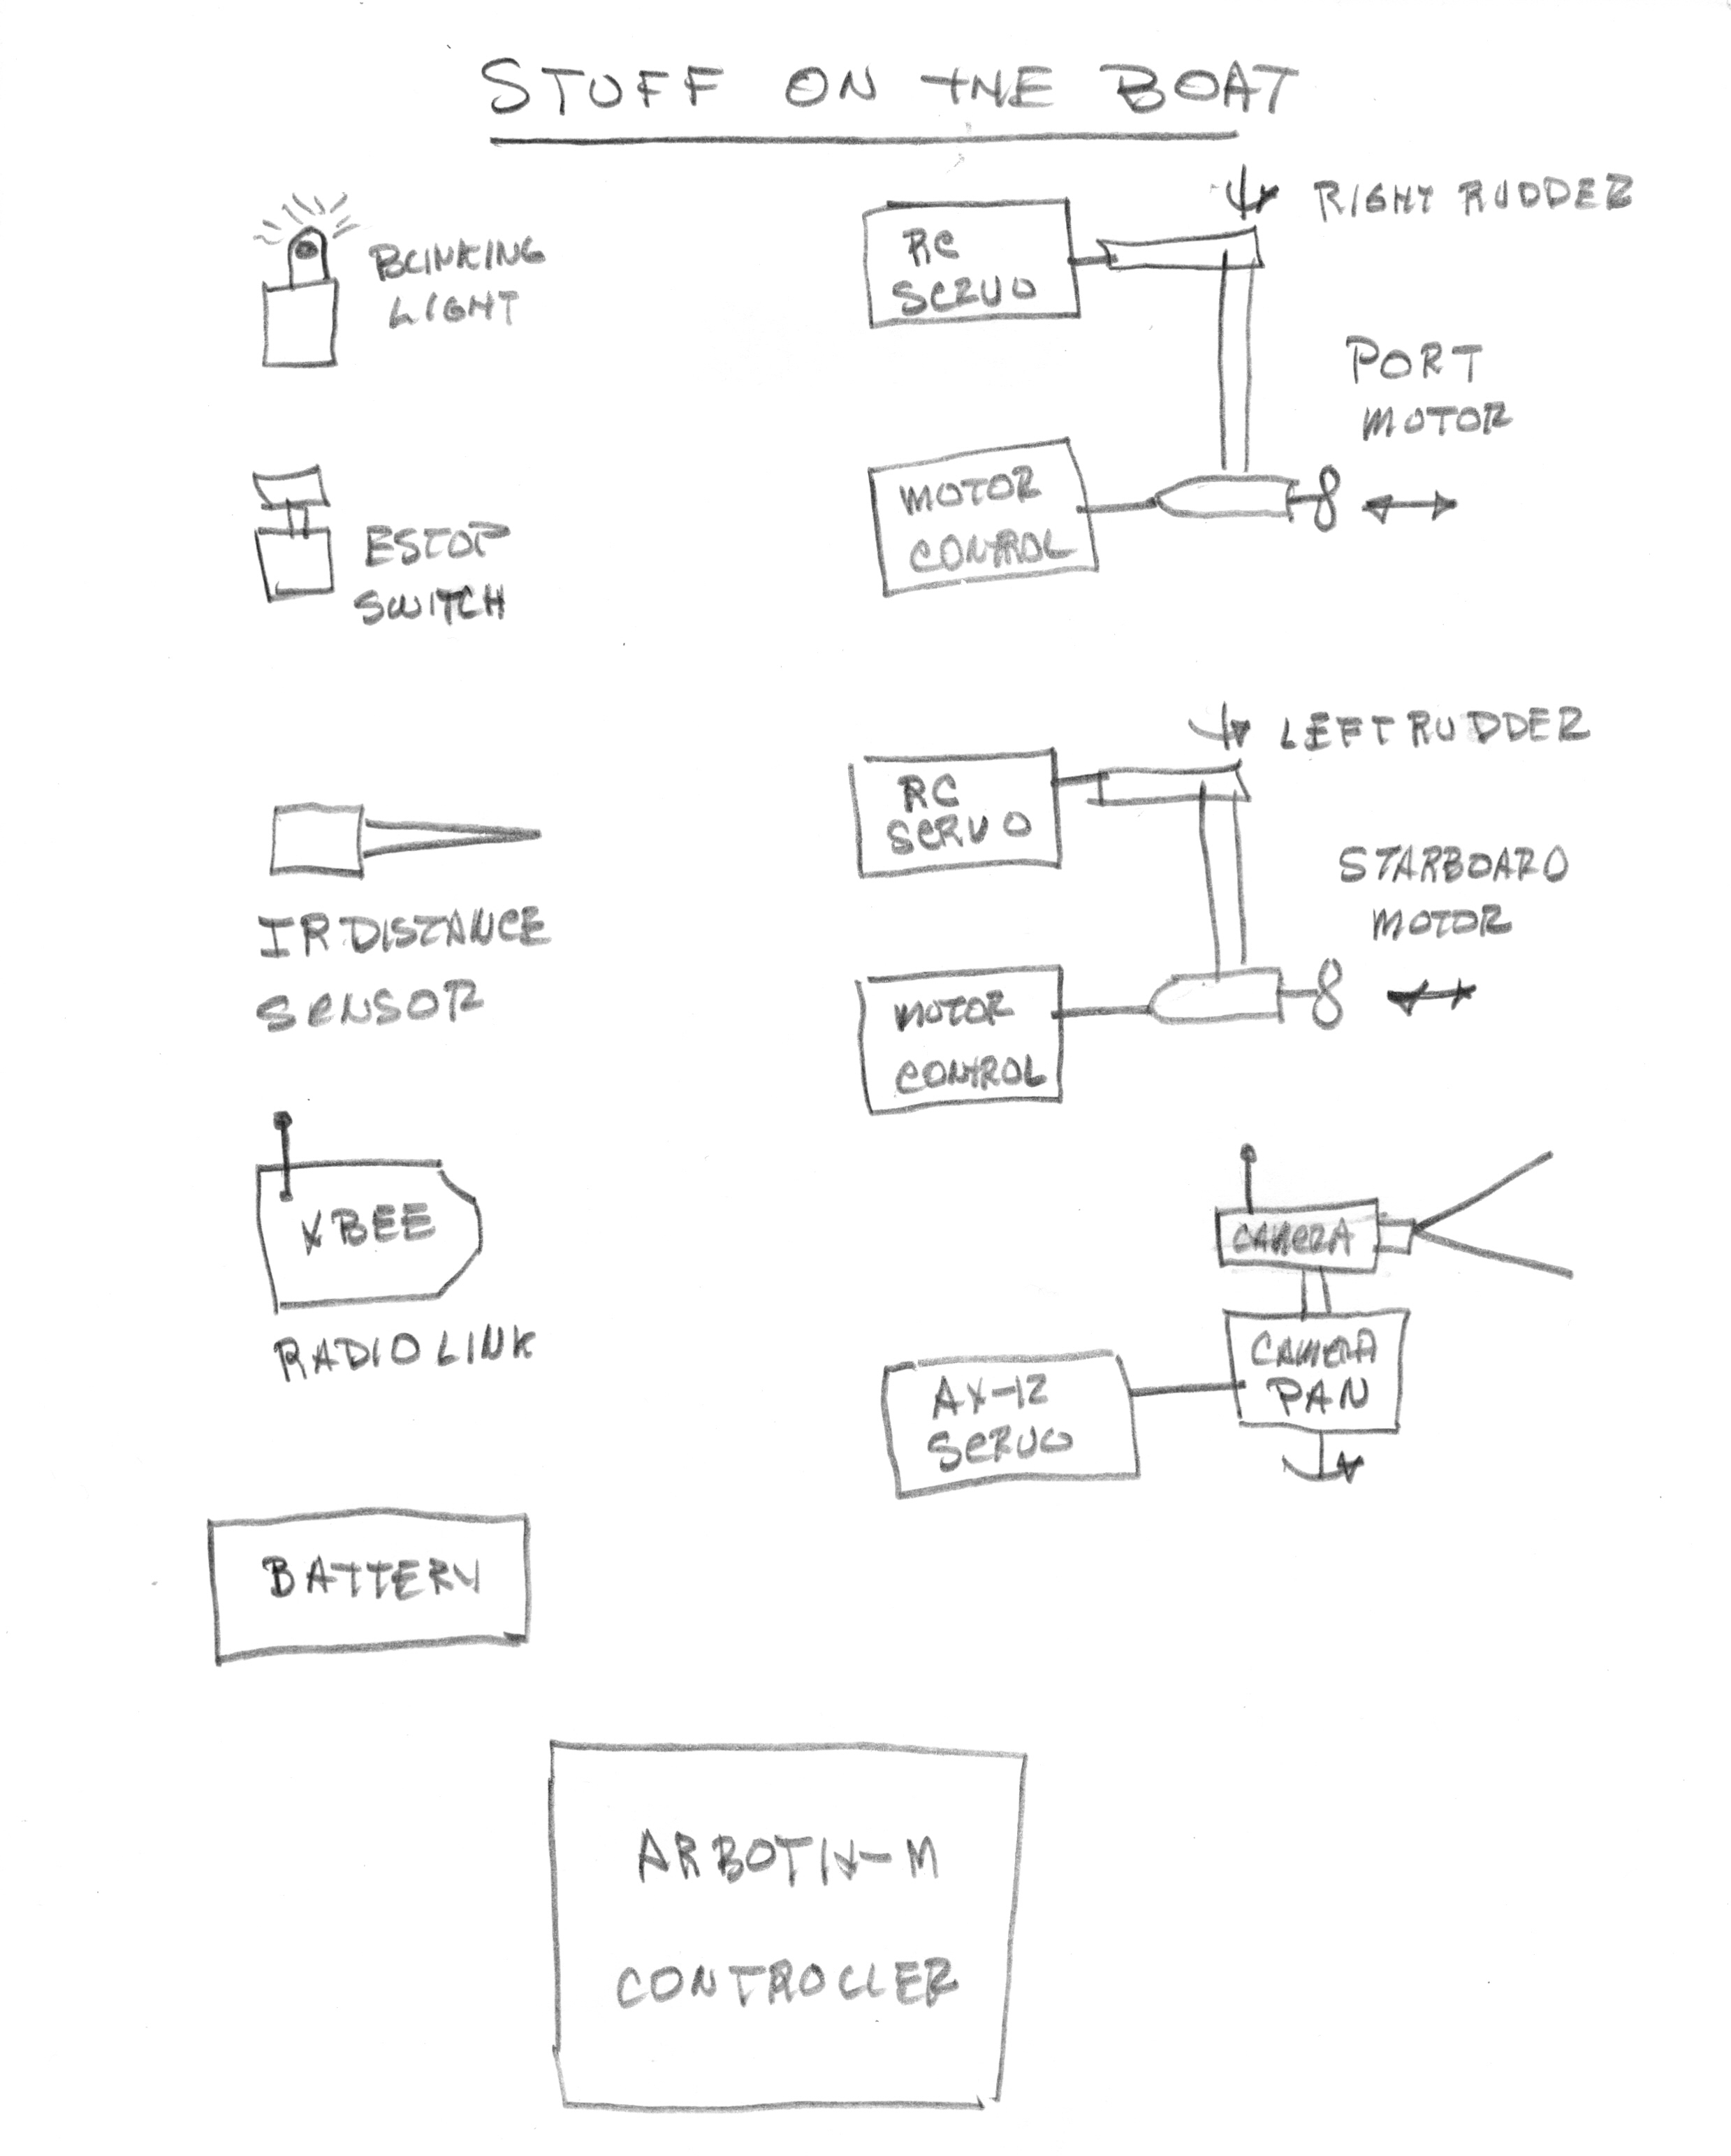 STUFF ON THE BOAT
BLINKING
LIGHT
ESTOP
SWITCH
IR DISTANCE
SENSOR
XBEE
RADIO LINK
BATTERY
RC
SERVO
RIGHT RUDDER
PORT
MOTOR
MOTOR
CONTROL
RC
SERVO
LEFT RUDDER
STARBOARD
MOTOR
MOTOR
CONTROL
CAMERA
CAMERA
PAN
AX-12
SERVO
ARBOTIX-M
CONTROLLER